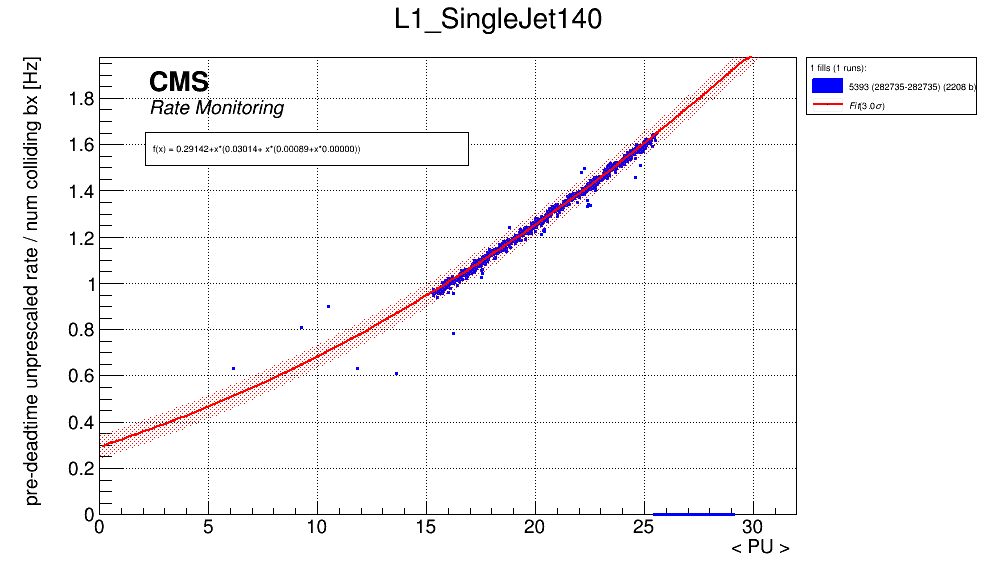 L1_SingleJet140
pre-deadtime unprescaled rate / num colliding bx [Hz]
CMS
Rate Monitoring
f(x) = 0.29142+x*(0.03014+ x*(0.00089+x*0.00000))
1 fills (1 runs):
5393 (282735-282735) (2208 b)
Fit(3.0σ)
1.8
1.6
1.4
1.2
1
0.8
0.6
0.4
0.2
0
0 5 10 15 20 25 30
< PU >